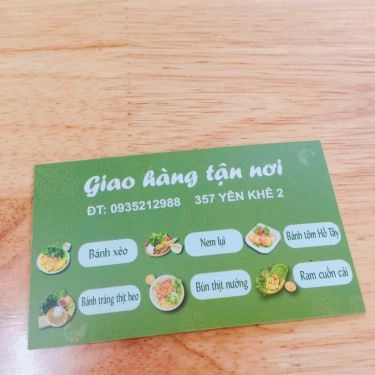 Giao hàng tận nơi
ĐT: 0935212988 357 YÊN KHÊ 2
Bánh xèo
Nem lụi
Bánh tôm Hồ Tây
Bánh tráng thịt heo
Bún thịt nướng
Ram cuốn cải